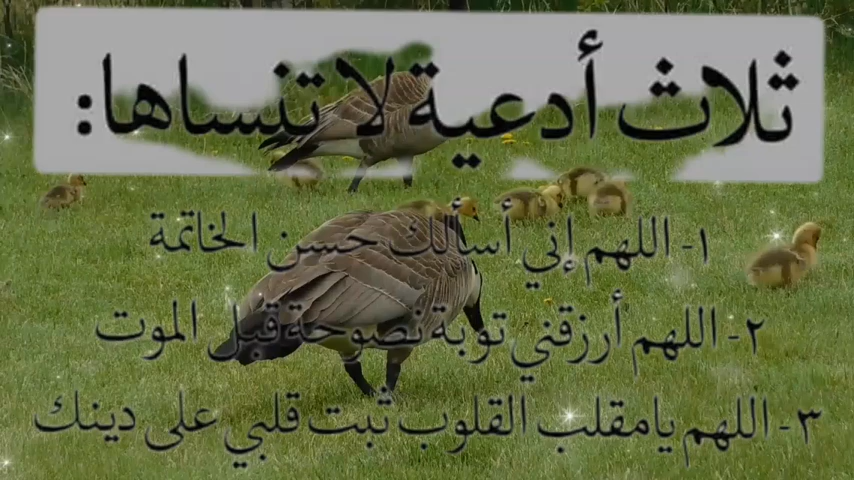 ثلاث أدعية لا تنساها:
١- اللهم إني أسألك حسن الخاتمة
٢- اللهم أرزقني توبة نصوحة قبل الموت
٣- اللهم يامقلب القلوب ثبت قلبي على دينك